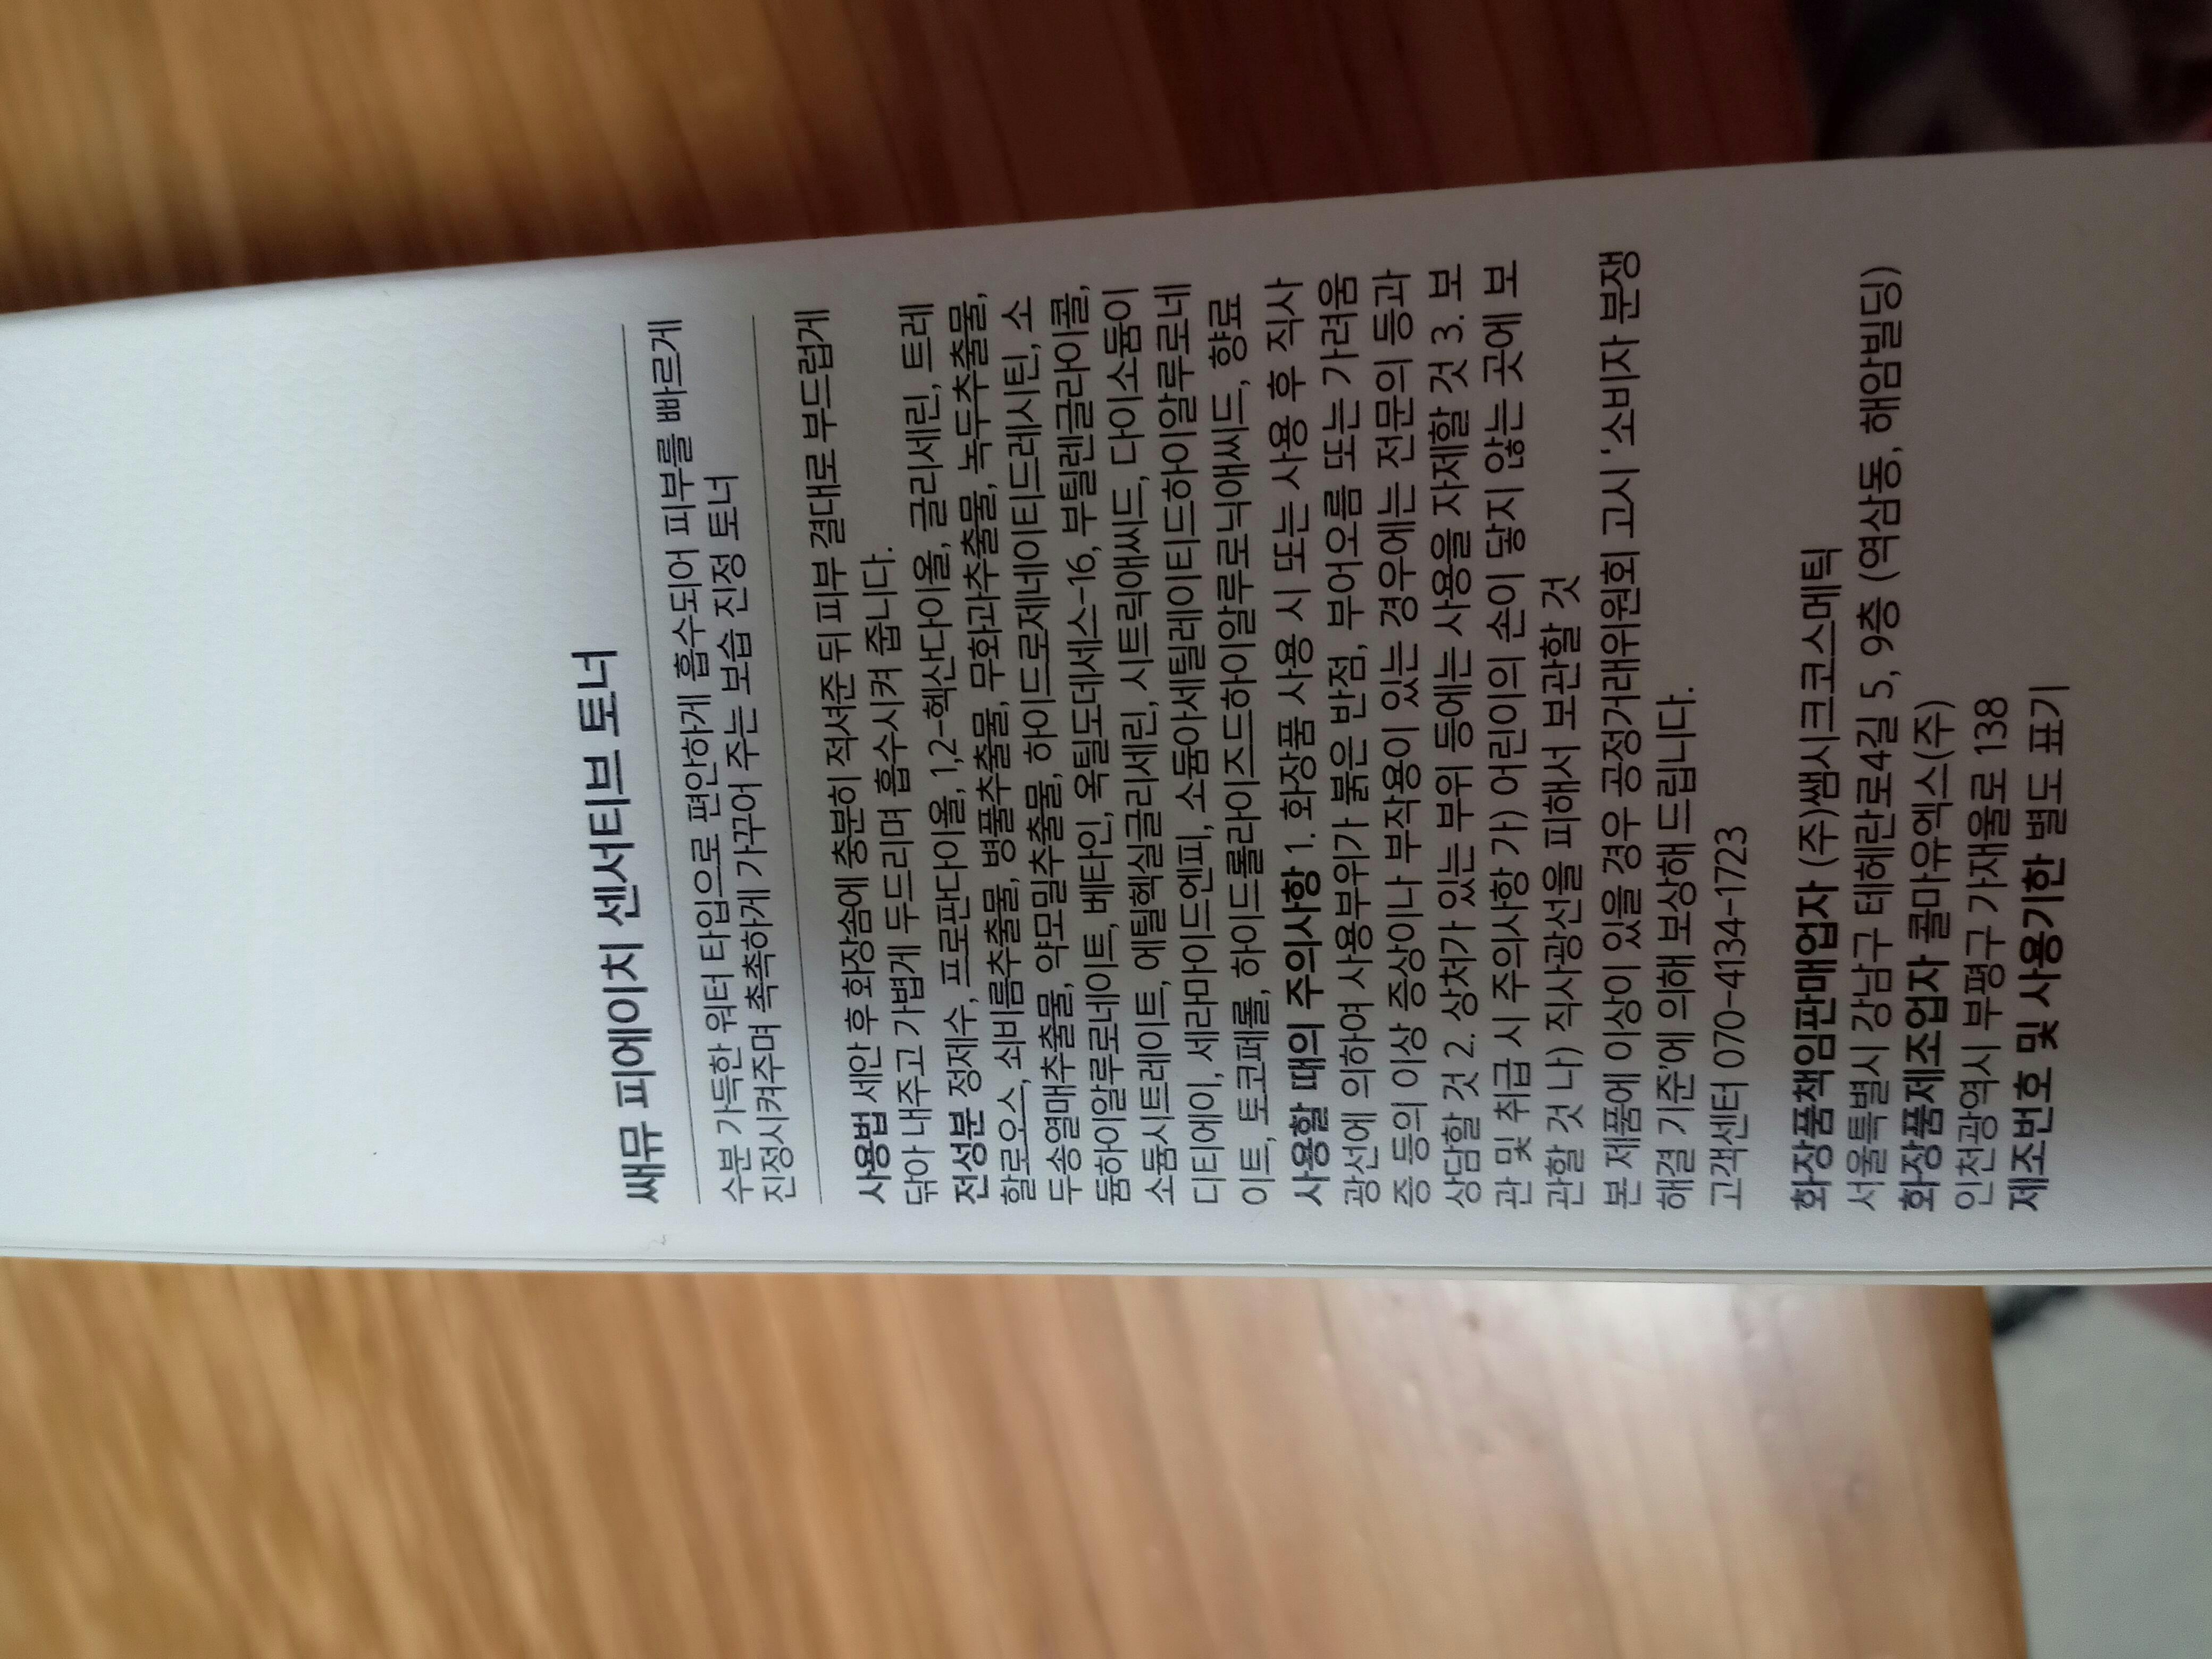 쌔뮤 피에이치 센서티브 토너
수분 가득한 워터 타입으로 편안하게 흡수되어 피부를 빠르게
진정시켜주며 촉촉하게 가꾸어 주는 보습 진정 토너
사용법 세안 후 화장솜에 충분히 적셔준 뒤 피부 결대로 부드럽게
닦아 내주고 가볍게 두드리며 흡수시켜 줍니다.
전성분 정제수, 프로판다이올, 1,2-헥산다이올, 글리세린, 트레
할로오스, 쇠비름추출물, 병풀추출물, 무화과추출물, 녹두추출물,
두송열매추출물, 약모밀추출물, 하이드로제네이티드레시틴, 소
듐하이알루로네이트, 베타인, 옥틸도데세스-16, 부틸렌글라이콜,
소듐시트레이트, 에틸헥실글리세린, 시트릭애씨드, 다이소듐이
디티에이, 세라마이드엔피, 소듐아세틸레이티드하이알루로네
이트, 토코페롤, 하이드롤라이즈드하이알루로닉애씨드, 향료
사용할 때의 주의사항 1. 화장품 사용 시 또는 사용 후 직사
광선에 의하여 사용부위가 붉은 반점, 부어오름 또는 가려움
증 등의 이상 증상이나 부작용이 있는 경우에는 전문의 등과
상담할 것 2. 상처가 있는 부위 등에는 사용을 자제할 것 3. 보
관 및 취급 시 주의사항 가) 어린이의 손이 닿지 않는 곳에 보
관할 것 나) 직사광선을 피해서 보관할 것
본 제품에 이상이 있을 경우 공정거래위원회 고시 '소비자 분쟁
해결 기준'에 의해 보상해 드립니다.
고객센터 070-4134-1723
화장품책임판매업자 (주)쌤시크코스메틱
서울특별시 강남구 테헤란로4길 5, 9층 (역삼동, 해암빌딩)
화장품제조업자 콜마유엑스(주)
인천광역시 부평구 가재울로 138
제조번호 및 사용기한 별도 표기